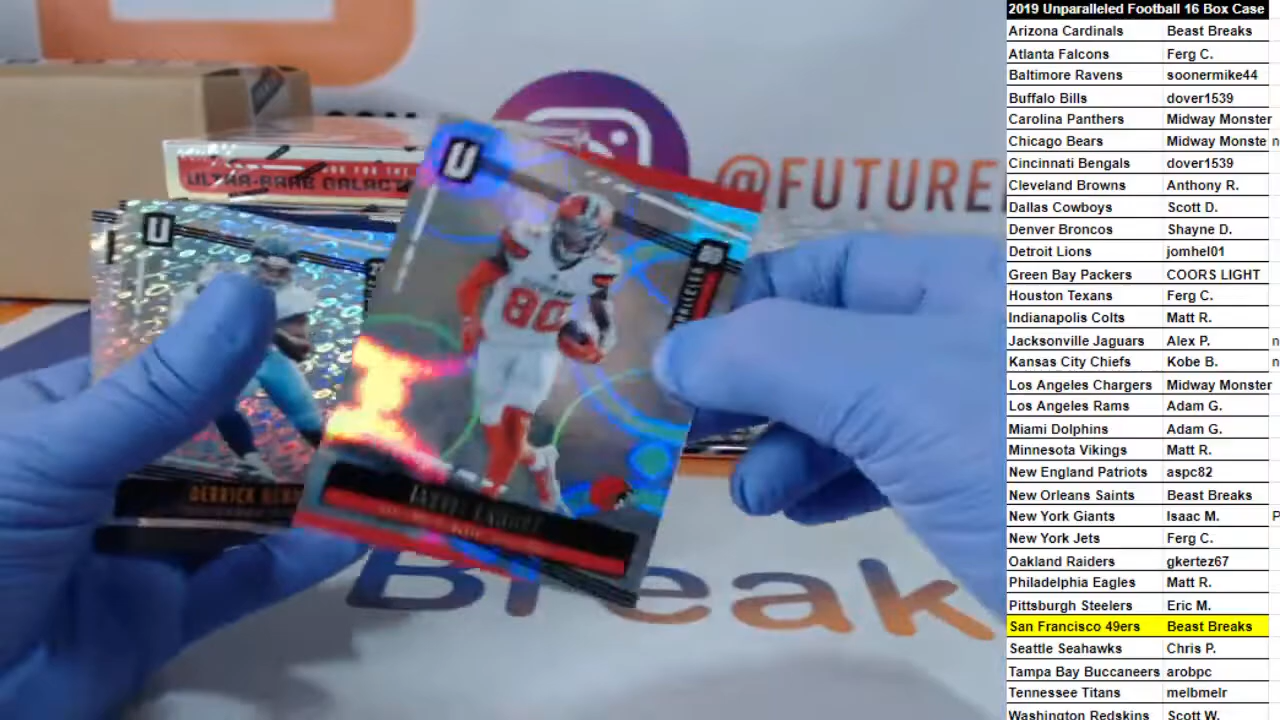 2019 Unparalleled Football 16 Box Case
Arizona Cardinals Beast Breaks
Atlanta Falcons Ferg C.
Baltimore Ravens soonermike44
Buffalo Bills dover1539
Carolina Panthers Midway Monster
Chicago Bears Midway Monste n
Cincinnati Bengals dover1539
Cleveland Browns Anthony R.
Dallas Cowboys Scott D.
Denver Broncos Shayne D.
Detroit Lions jomhel01
Green Bay Packers COORS LIGHT
Houston Texans Ferg C.
Indianapolis Colts Matt R.
Jacksonville Jaguars Alex P. n
Kansas City Chiefs Kobe B. n
Los Angeles Chargers Midway Monster
Los Angeles Rams Adam G.
Miami Dolphins Adam G.
Minnesota Vikings Matt R.
New England Patriots aspc82
New Orleans Saints Beast Breaks
New York Giants Isaac M. P
New York Jets Ferg C.
Oakland Raiders gkertez67
Philadelphia Eagles Matt R.
Pittsburgh Steelers Eric M.
San Francisco 49ers Beast Breaks
Seattle Seahawks Chris P.
Tampa Bay Buccaneers arobpc
Tennessee Titans melbmelr
Washington Redskins Scott W.
@FUTURE
FOR THE
ULTRA-RARE GALACT
U
U
80
DERRICK HEN
Break